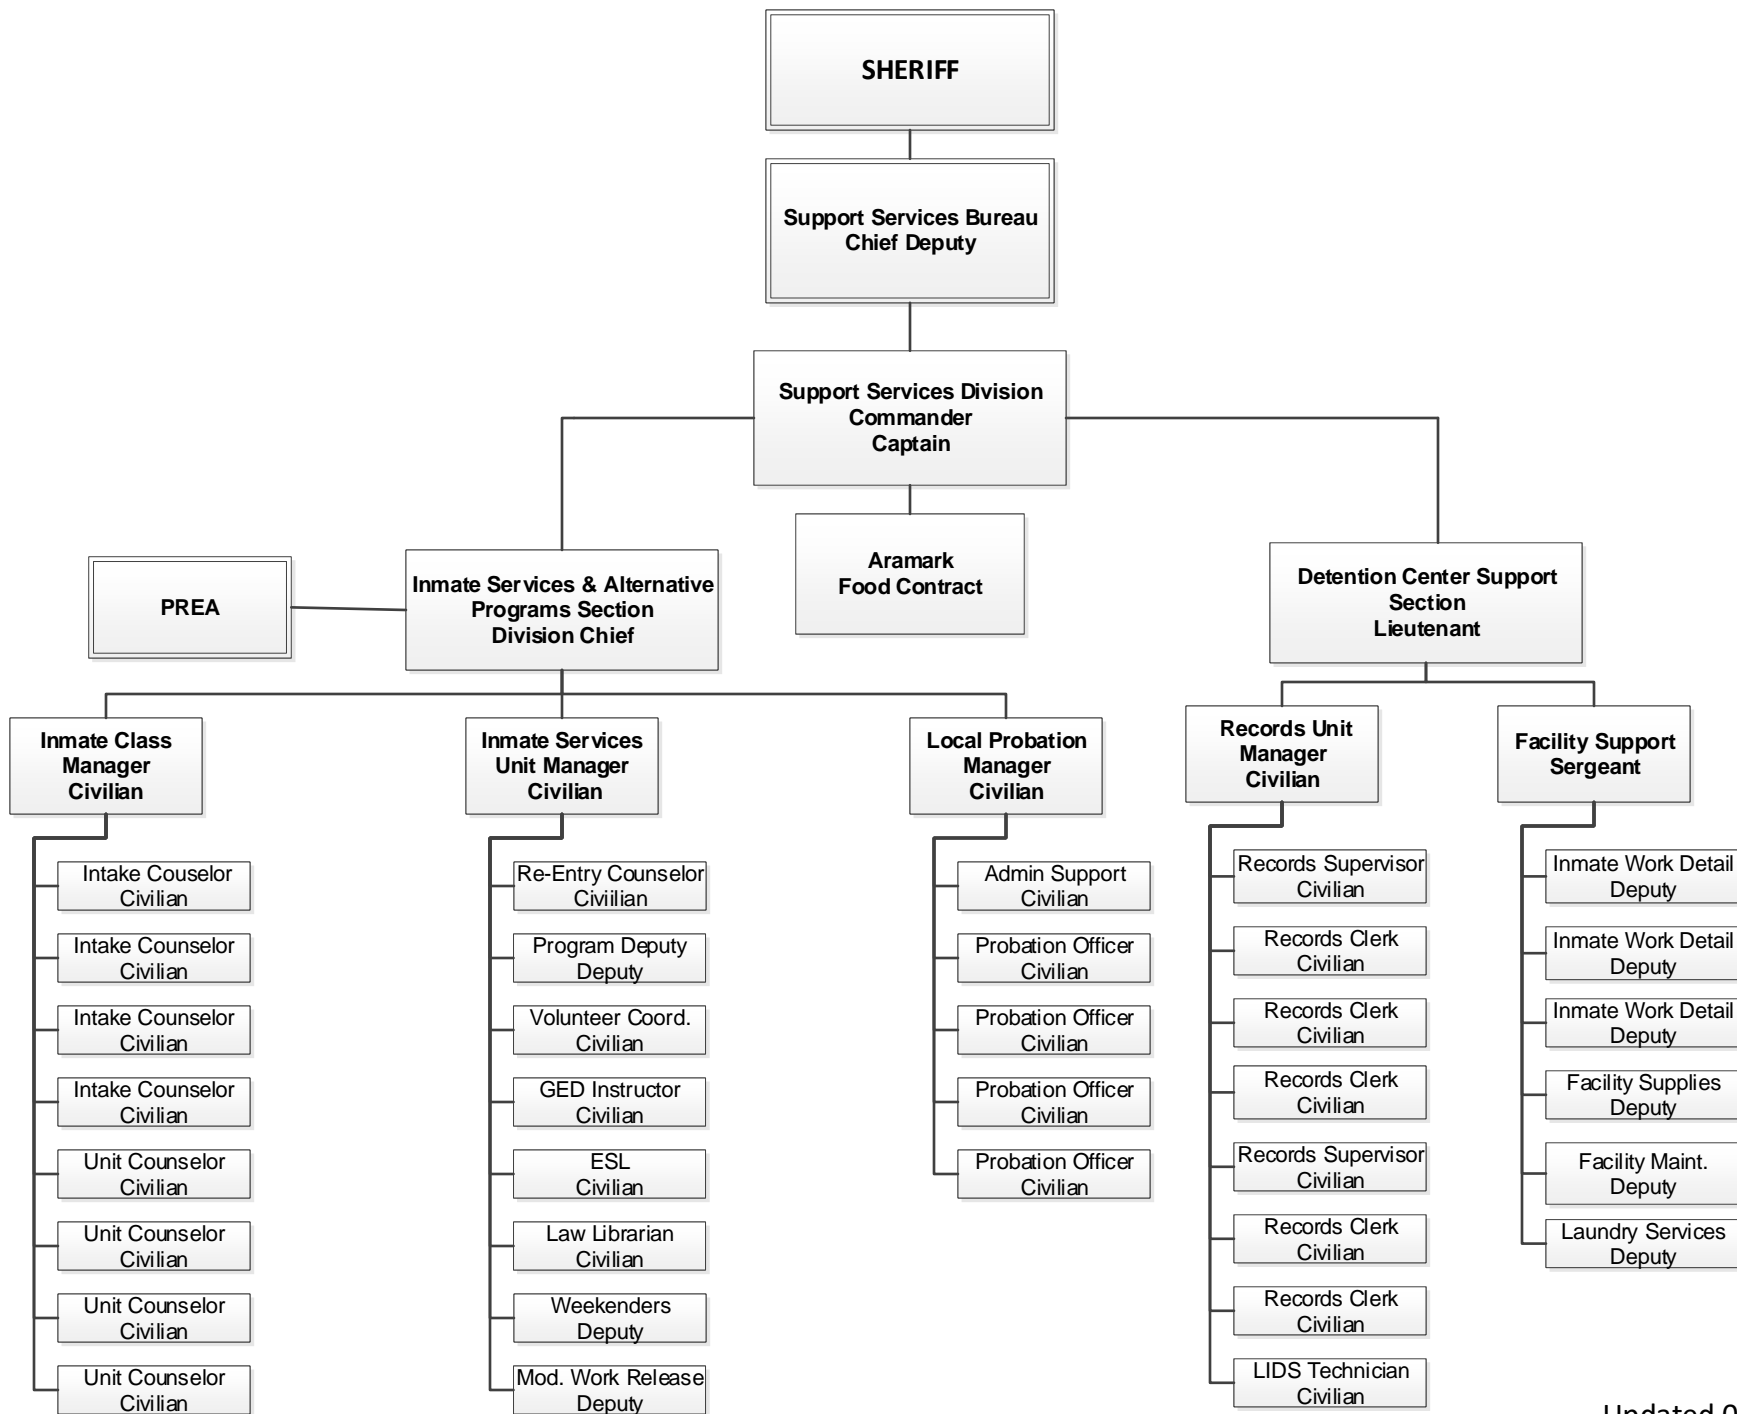 SHERIFF
Support Services Bureau
Chief Deputy
Support Services Division
Commander
Captain
PREA
Inmate Services & Alternative
Programs Section
Division Chief
Aramark
Food Contract
Detention Center Support
Section
Lieutenant
Inmate Class
Manager
Civilian
Intake Couselor
Civilian
Intake Counselor
Civilian
Intake Counselor
Civilian
Intake Counselor
Civilian
Unit Counselor
Civilian
Unit Counselor
Civilian
Unit Counselor
Civilian
Unit Counselor
Civilian
Inmate Services
Unit Manager
Civilian
Re-Entry Counselor
Civiilian
Program Deputy
Deputy
Volunteer Coord.
Civilian
GED Instructor
Civilian
ESL
Civilian
Law Librarian
Civilian
Weekenders
Deputy
Mod. Work Release
Deputy
Local Probation
Manager
Civilian
Admin Support
Civilian
Probation Officer
Civilian
Probation Officer
Civilian
Probation Officer
Civilian
Probation Officer
Civilian
Records Unit
Manager
Civilian
Records Supervisor
Civilian
Records Clerk
Civilian
Records Clerk
Civilian
Records Clerk
Civilian
Records Supervisor
Civilian
Records Clerk
Civilian
Records Clerk
Civilian
LIDS Technician
Civilian
Facility Support
Sergeant
Inmate Work Detail
Deputy
Inmate Work Detail
Deputy
Inmate Work Detail
Deputy
Facility Supplies
Deputy
Facility Maint.
Deputy
Laundry Services
Deputy
Updated